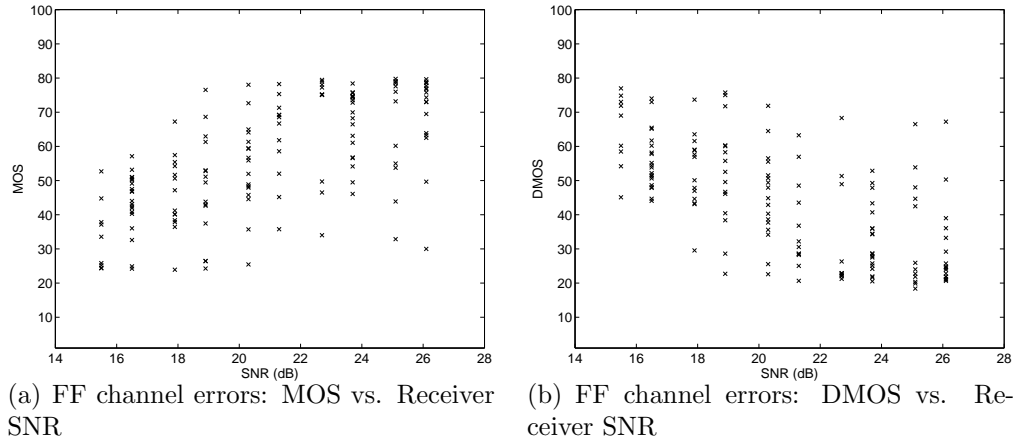 100
90
80
70
60
50
40
30
20
10
MOS
14 16 18 20 22 24 26 28
SNR (dB)
(a) FF channel errors: MOS vs. Receiver
SNR
100
90
80
70
60
50
40
30
20
10
DMOS
14 16 18 20 22 24 26 28
SNR (dB)
(b) FF channel errors: DMOS vs. Re-
ceiver SNR